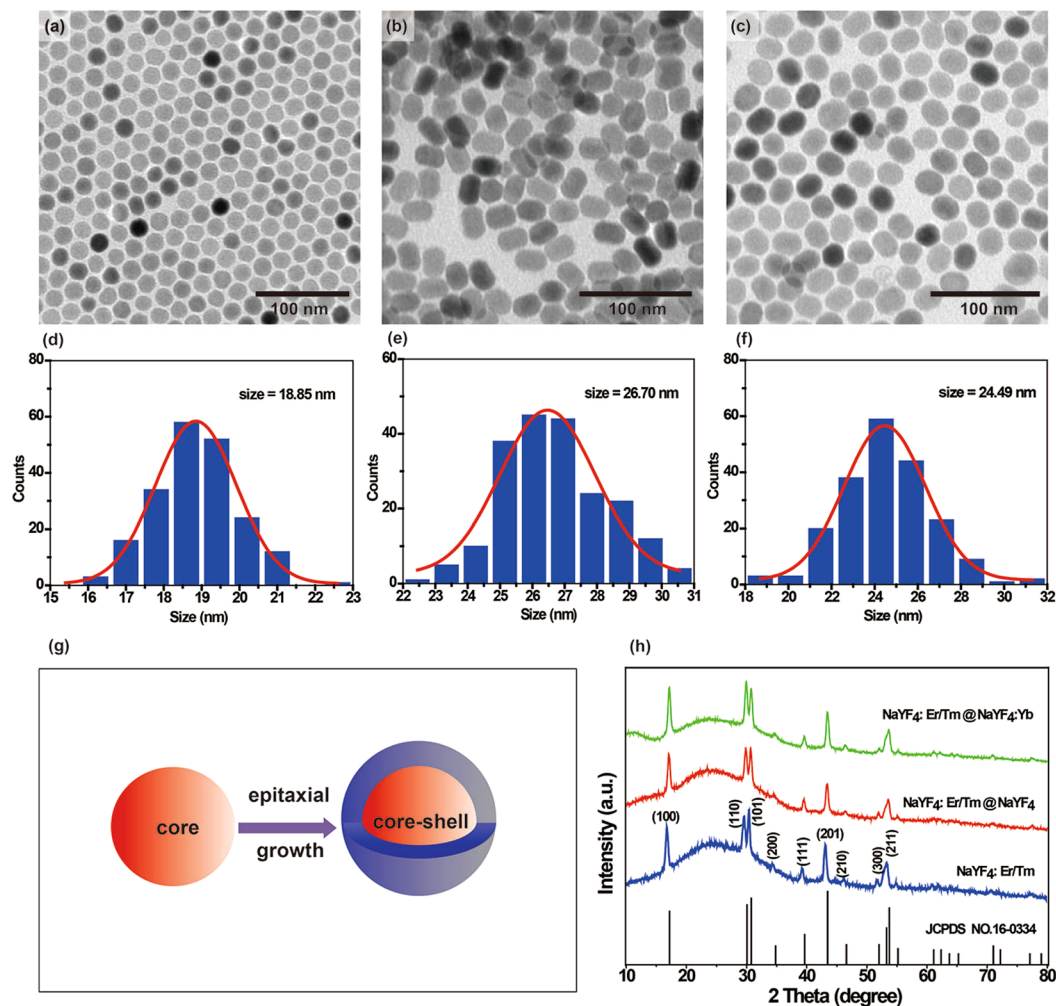 (a)
(b)
(c)
100 nm
100 nm
100 nm
(d)
(e)
(f)
80
60
40
20
0
Counts
size = 18.85 nm
15 16 17 18 19 20 21 22 23
Size (nm)
60
40
20
0
Counts
size = 26.70 nm
22 23 24 25 26 27 28 29 30 31
Size (nm)
80
60
40
20
0
Counts
size = 24.49 nm
18 20 22 24 26 28 30 32
Size (nm)
(g)
core
epitaxial
growth
core-shell
(h)
Intensity (a.u.)
NaYF4: Er/Tm @NaYF4:Yb
NaYF4: Er/Tm @NaYF4
(100)
(110)
(101)
(200)
(111)
(201)
(210)
(300)
(211)
NaYF4: Er/Tm
JCPDS NO.16-0334
10 20 30 40 50 60 70 80
2 Theta (degree)